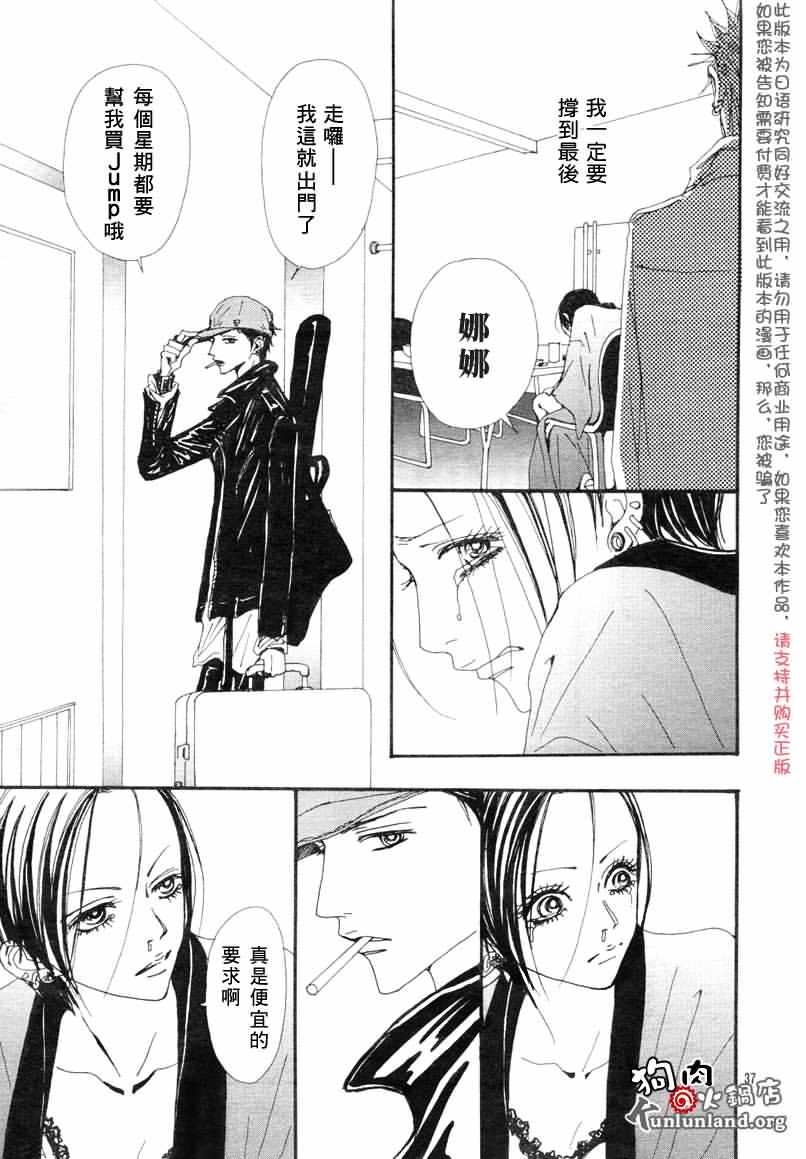 我一定要
撐到最後
娜娜
走囉——
我這就出門了
每個星期都要
幫我買Jump哦
真是便宜的
要求啊
此版本为日语研究同好交流之用，请勿用于任何商业用途，如果您喜欢本作品，请支持并购买正版
如果您被告知需要付费才能看到此版本的漫画，那么，您被骗了
37
狗肉
火鍋店
Kunlunland.org